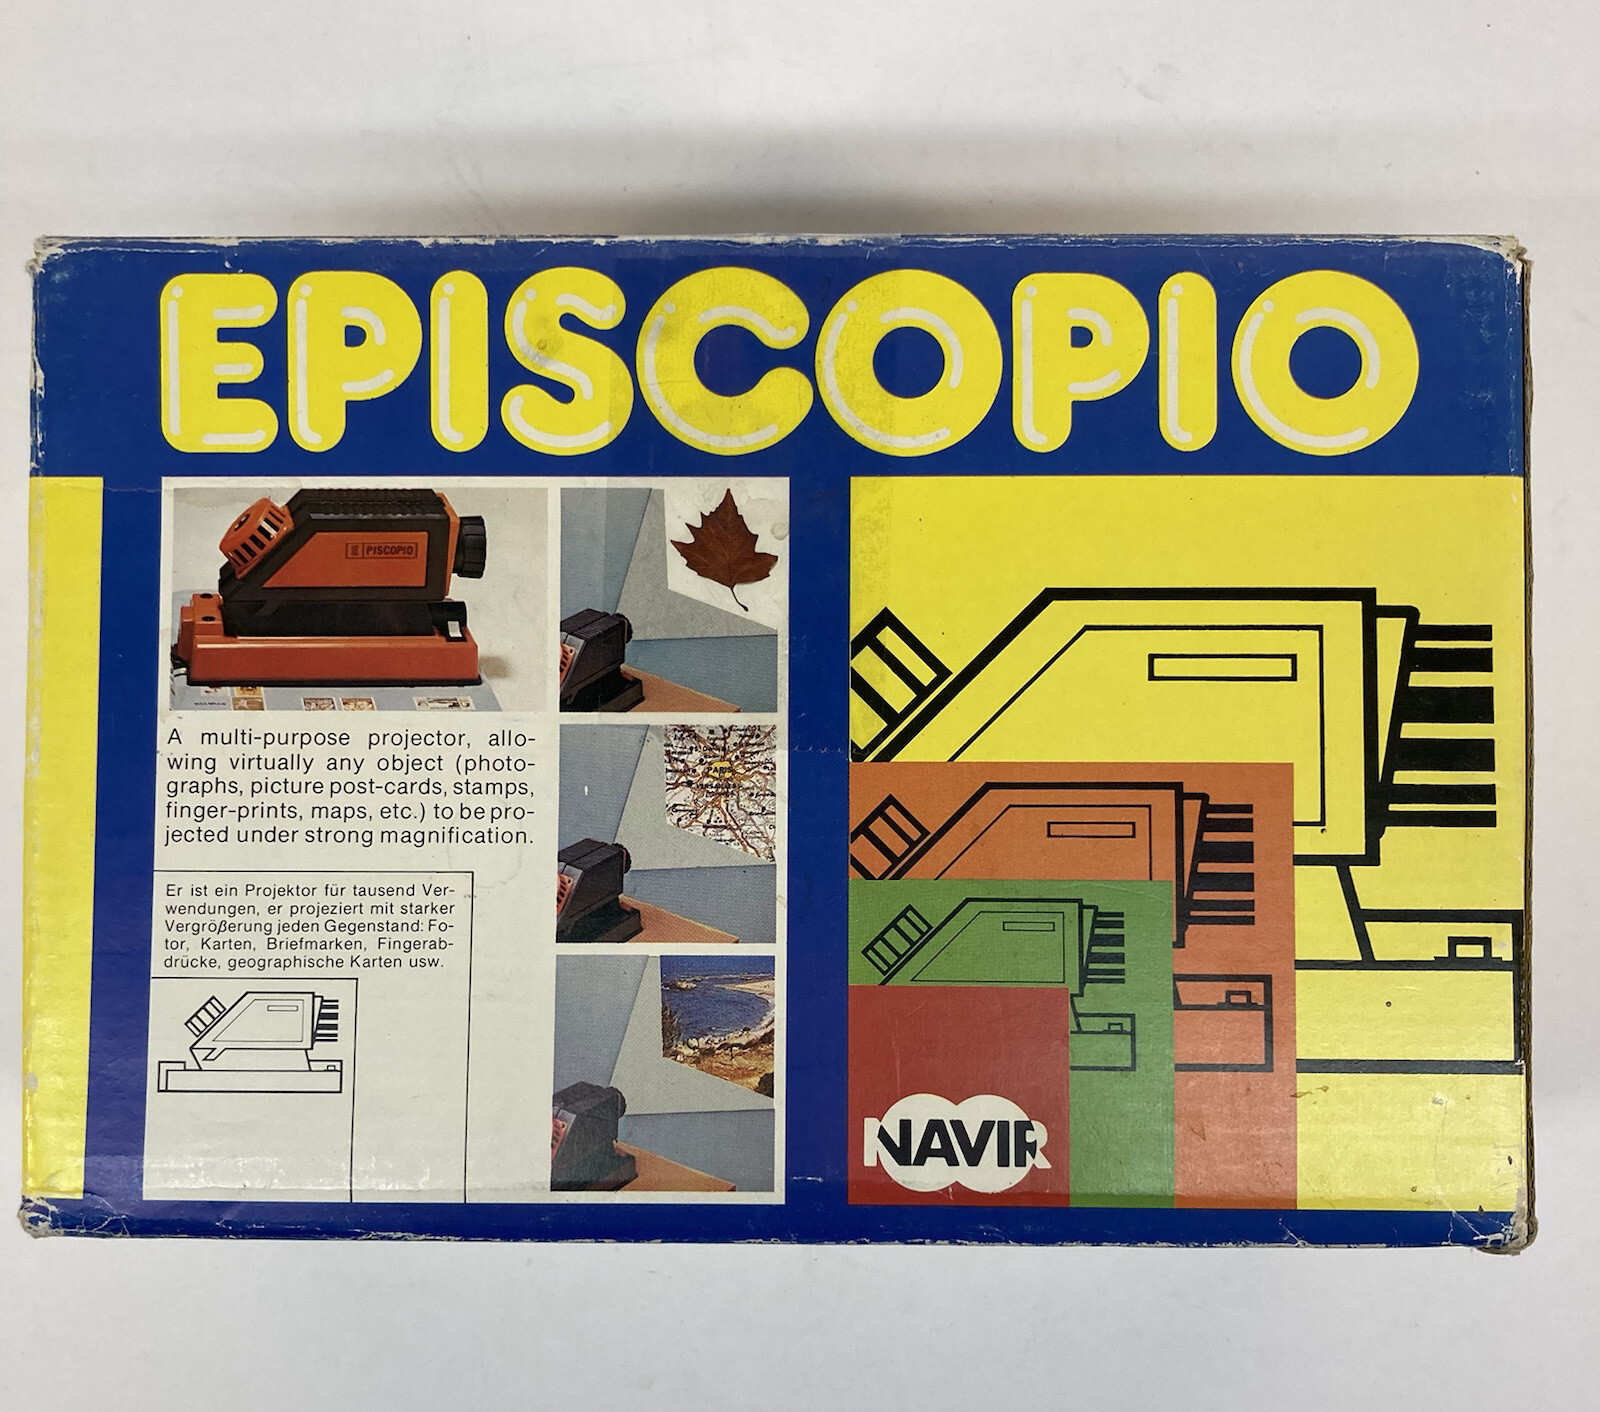 EPISCOPIO
PISCOPIO
A multi-purpose projector, allo-
wing virtually any object (photo-
graphs, picture post-cards, stamps,
finger-prints, maps, etc.) to be pro-
jected under strong magnification.
Er ist ein Projektor für tausend Ver-
wendungen, er projeziert mit starker
Vergrößerung jeden Gegenstand: Fo-
tor, Karten, Briefmarken, Fingerab-
drücke, geographische Karten usw.
PARIS
VERSAILLES
NAVIR